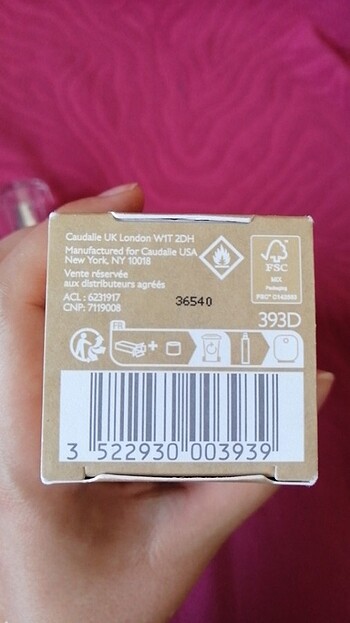 Caudalie UK London W1T 2DH
Manufactured for Caudalie USA
New York, NY 10018
Vente réservée
aux distributeurs agréés
ACL : 6231917
CNP: 7119008
36540
FSC
MIX
Packaging
393D
FR
+
3 522930 003939